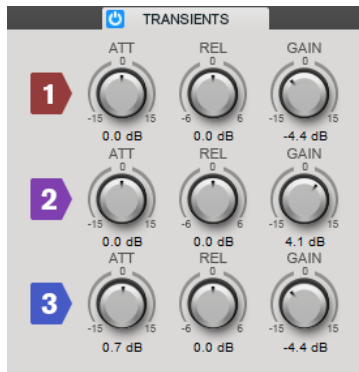 TRANSIENTS
ATT REL GAIN
0 0 0
1
-15 15 -6 6 -15 15
0.0 dB 0.0 dB -4.4 dB
ATT REL GAIN
0 0 0
2
-15 15 -6 6 -15 15
0.0 dB 0.0 dB 4.1 dB
ATT REL GAIN
0 0 0
3
-15 15 -6 6 -15 15
0.7 dB 0.0 dB -4.4 dB